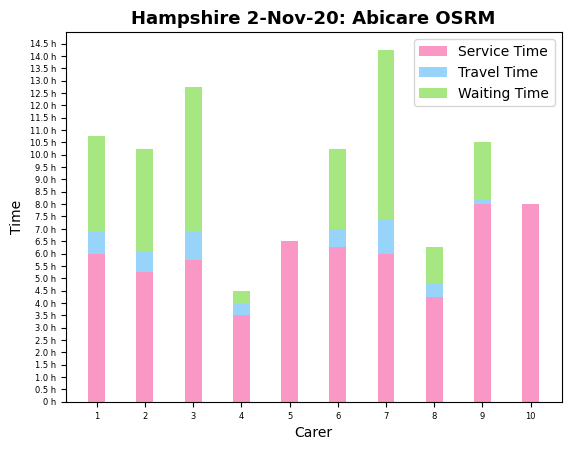 Hampshire 2-Nov-20: Abicare OSRM
Service Time
Travel Time
Waiting Time
Time
14.5 h
14.0 h
13.5 h
13.0 h
12.5 h
12.0 h
11.5 h
11.0 h
10.5 h
10.0 h
9.5 h
9.0 h
8.5 h
8.0 h
7.5 h
7.0 h
6.5 h
6.0 h
5.5 h
5.0 h
4.5 h
4.0 h
3.5 h
3.0 h
2.5 h
2.0 h
1.5 h
1.0 h
0.5 h
0 h
1 2 3 4 5 6 7 8 9 10
Carer